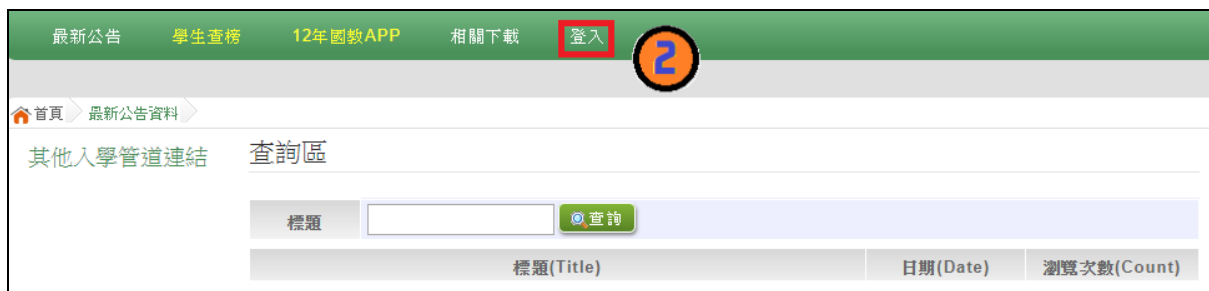 最新公告 學生查榜 12年國教APP 相關下載 登入
2
首頁 最新公告資料
其他入學管道連結 查詢區
標題 查詢
標題(Title) 日期(Date) 瀏覽次數(Count)